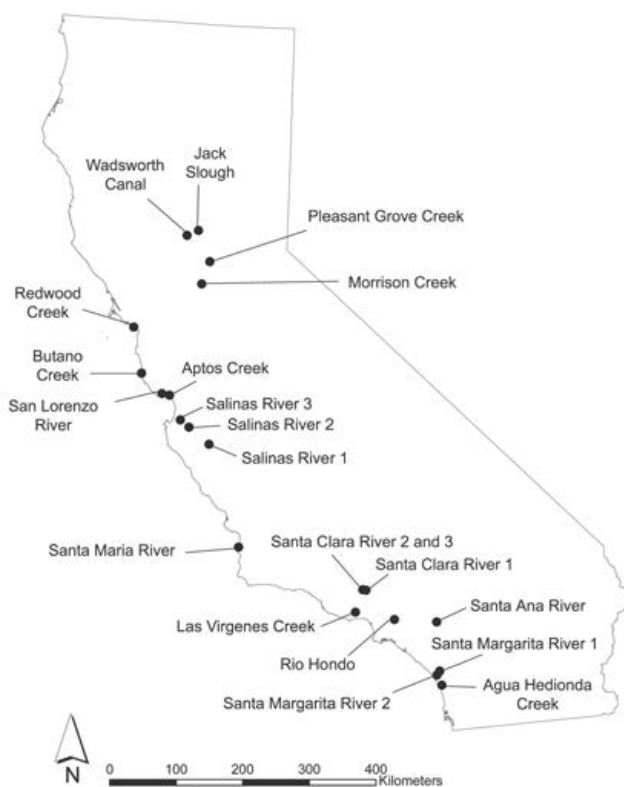 Jack
Slough
Wadsworth
Canal
Pleasant Grove Creek
Morrison Creek
Redwood
Creek
Butano
Creek
Aptos Creek
San Lorenzo
River
Salinas River 3
Salinas River 2
Salinas River 1
Santa Maria River
Santa Clara River 2 and 3
Santa Clara River 1
Las Virgenes Creek
Santa Ana River
Rio Hondo
Santa Margarita River 1
Santa Margarita River 2
Agua Hedionda
Creek
N
0 100 200 300 400
Kilometers